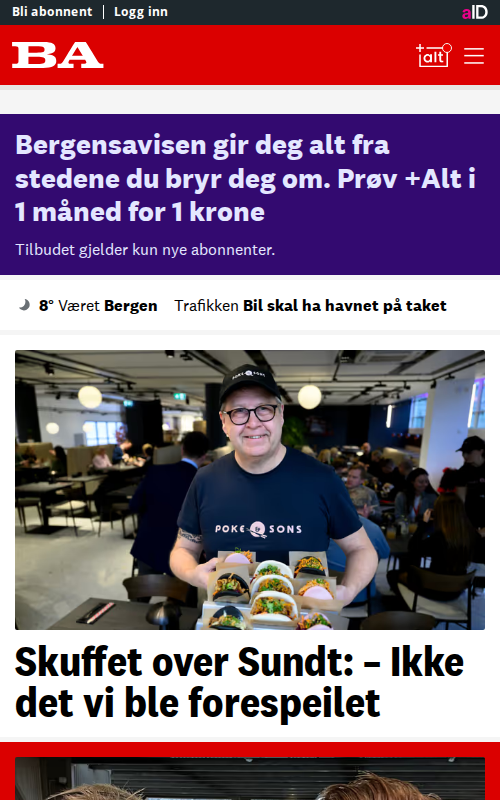 Bli abonnent | Logg inn
aID
BA
+alt
Bergensavisen gir deg alt fra
stedene du bryr deg om. Prøv +Alt i
1 måned for 1 krone
Tilbudet gjelder kun nye abonnenter.
8° Været Bergen Trafikken Bil skal ha havnet på taket
POKE & SONS
POKE & SONS
Skuffet over Sundt: – Ikke
det vi ble forespeilet